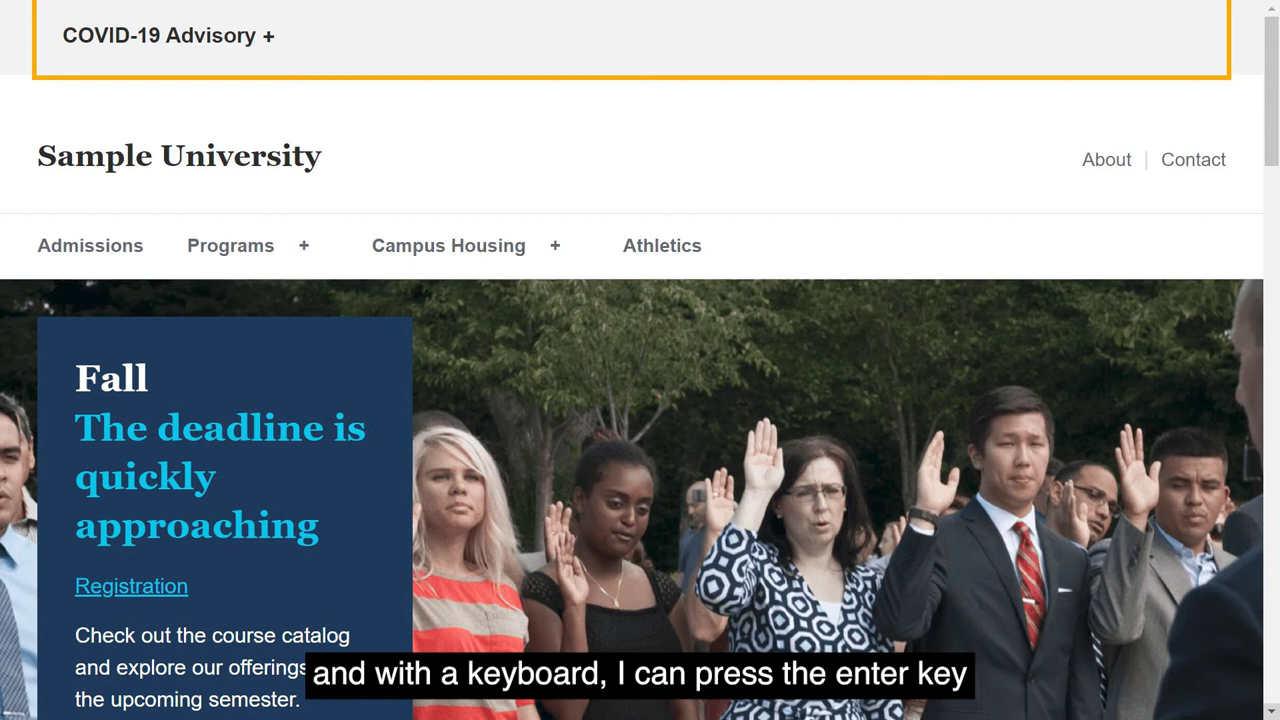 COVID-19 Advisory +
Sample University
About
Contact
Admissions
Programs +
Campus Housing +
Athletics
Fall
The deadline is
quickly
approaching
Registration
Check out the course catalog
and explore our offerings
the upcoming semester.
and with a keyboard, I can press the enter key